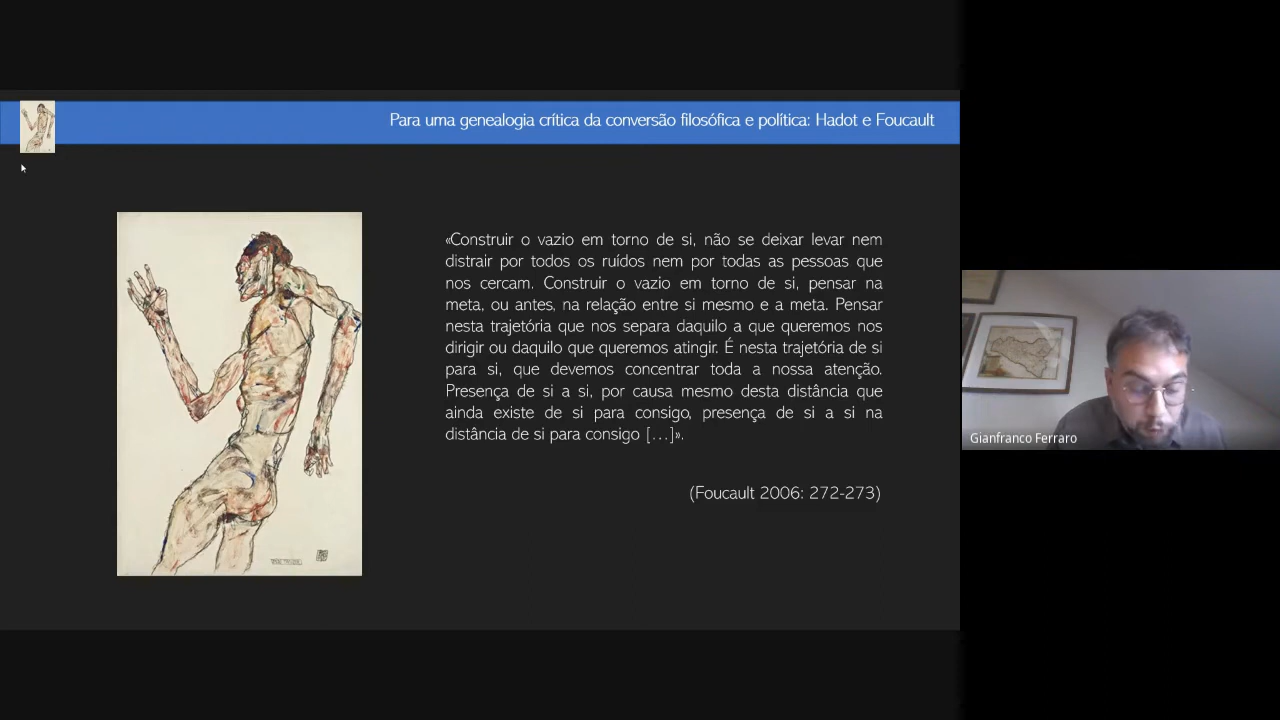 Para uma genealogia crítica da conversão filosófica e política: Hadot e Foucault
«Construir o vazio em torno de si, não se deixar levar nem
distrair por todos os ruídos nem por todas as pessoas que
nos cercam. Construir o vazio em torno de si, pensar na
meta, ou antes, na relação entre si mesmo e a meta. Pensar
nesta trajetória que nos separa daquilo a que queremos nos
dirigir ou daquilo que queremos atingir. É nesta trajetória de si
para si, que devemos concentrar toda a nossa atenção.
Presença de si a si, por causa mesmo desta distância que
ainda existe de si para consigo, presença de si a si na
distância de si para consigo […]».
(Foucault 2006: 272-273)
Gianfranco Ferraro